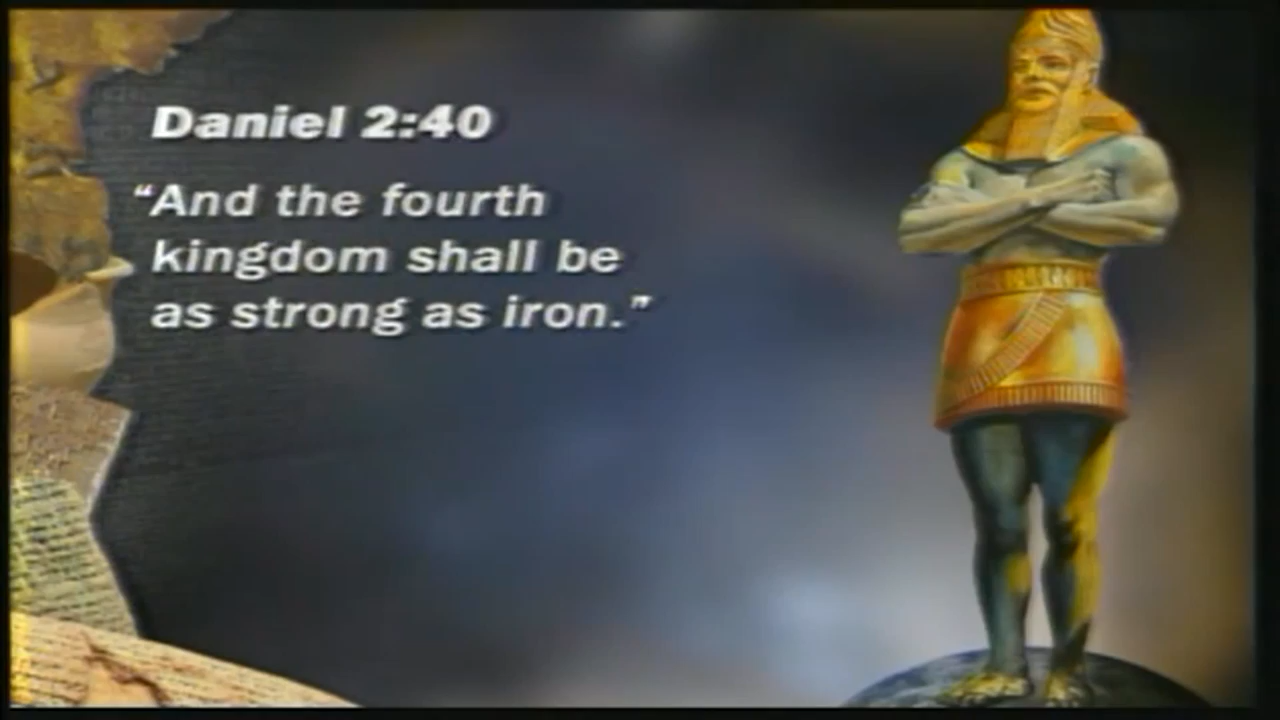 Daniel 2:40
“And the fourth
kingdom shall be
as strong as iron.”